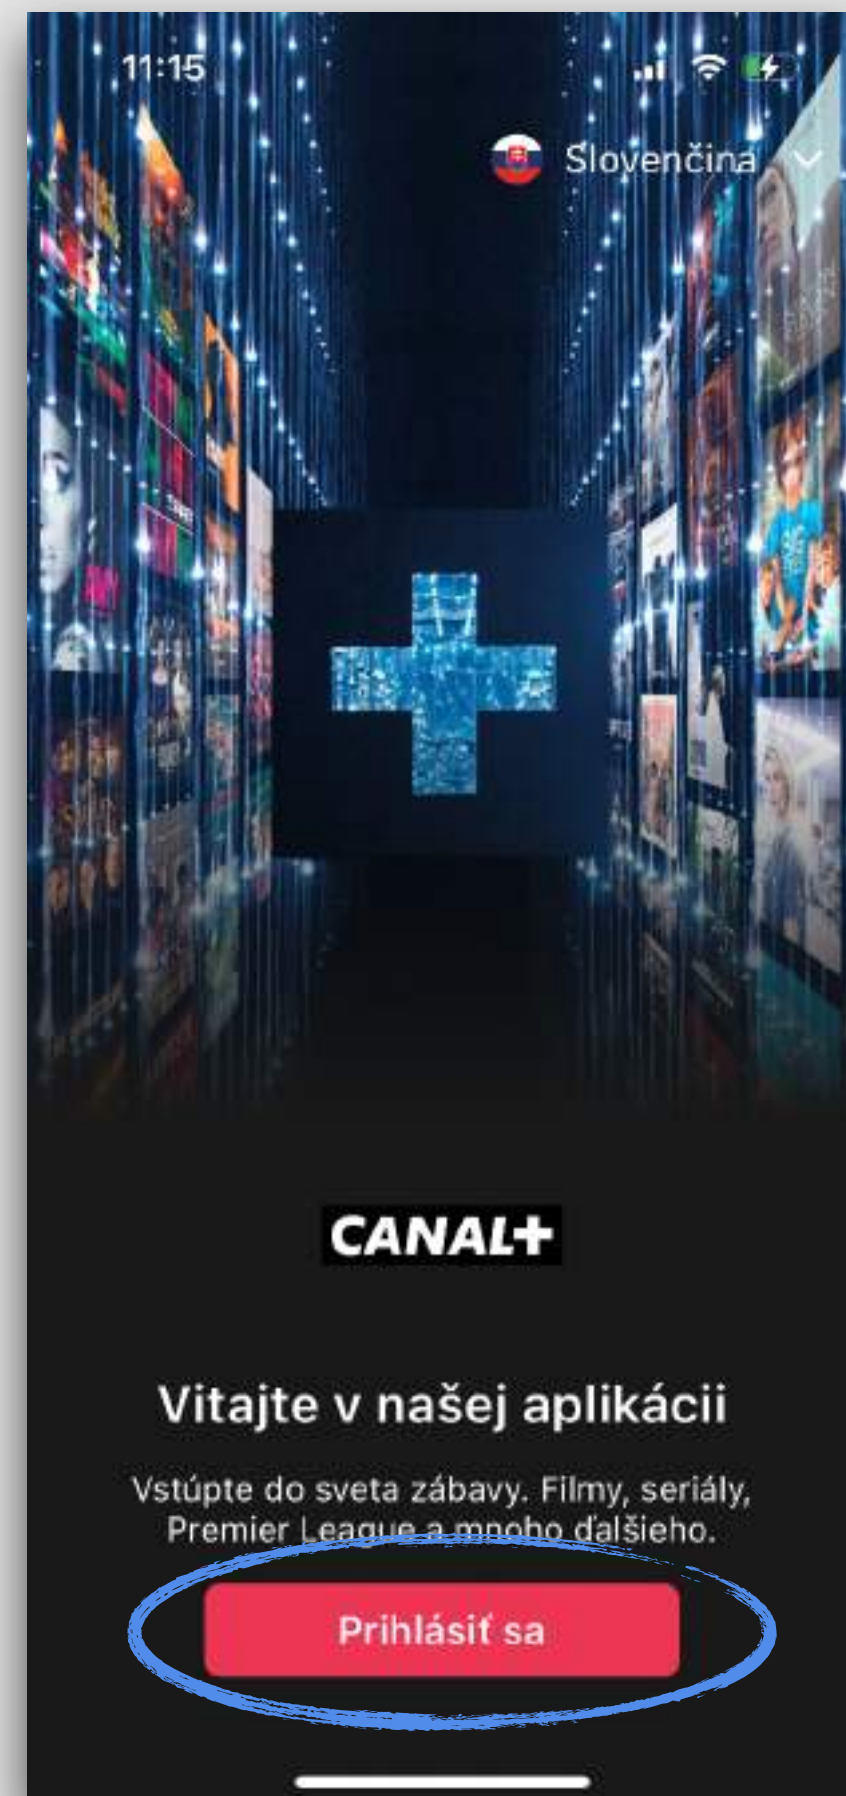 11:15
Slovenčina
CANAL+
Vitajte v našej aplikácii
Vstúpte do sveta zábavy. Filmy, seriály,
Premier League a mnoho ďalšieho.
Prihlásiť sa